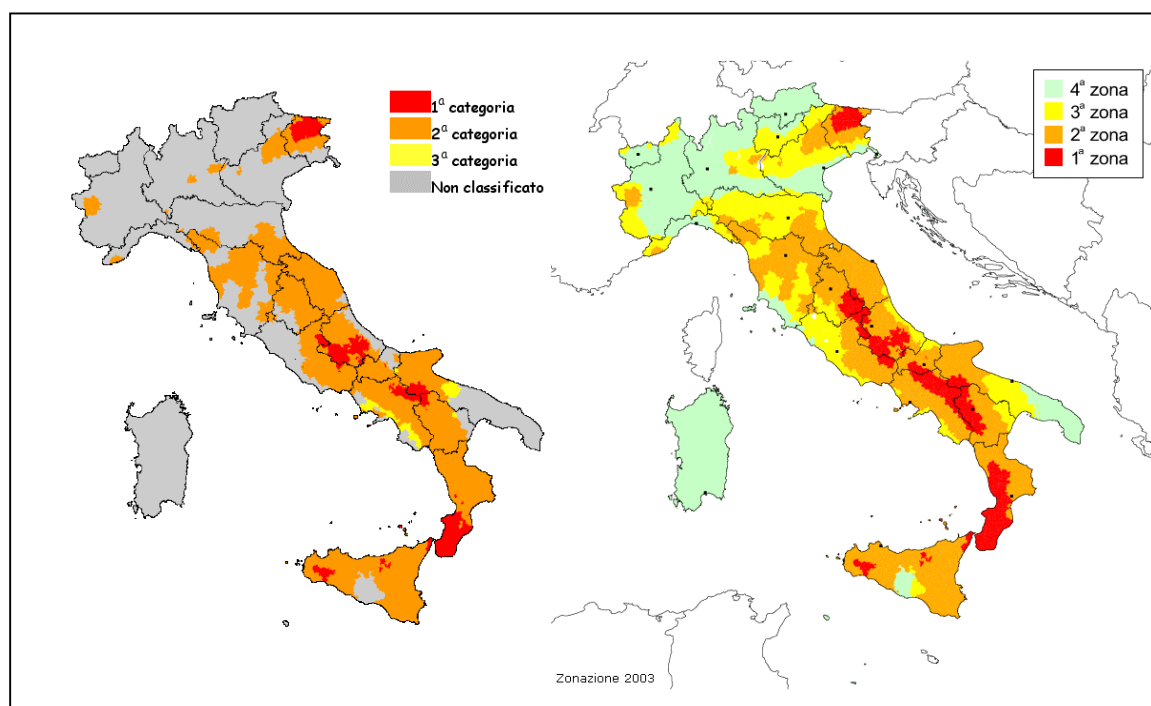 1ª categoria
2ª categoria
3ª categoria
Non classificato
4ª zona
3ª zona
2ª zona
1ª zona
Zonazione 2003